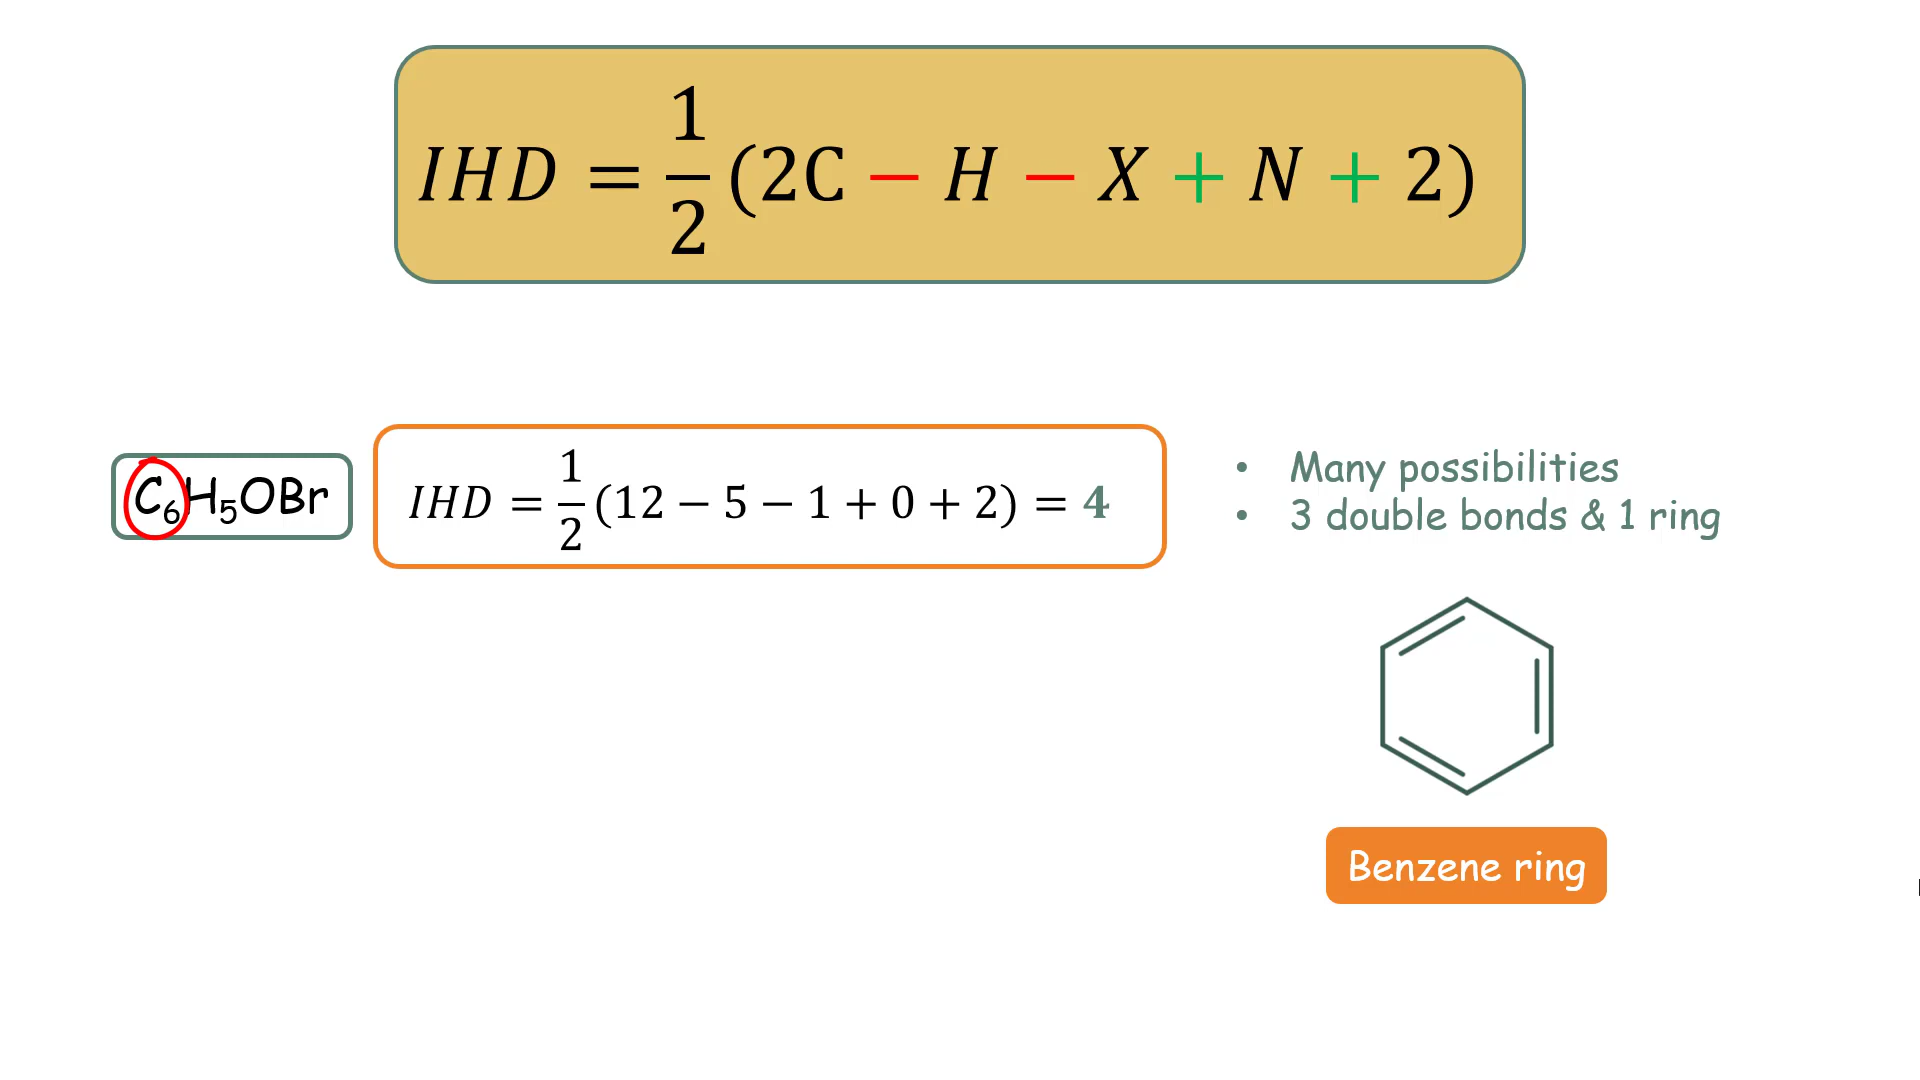 IHD = 1/2 (2C − H − X + N + 2)
C₆H₅OBr
IHD = 1/2 (12 − 5 − 1 + 0 + 2) = 4
• Many possibilities
• 3 double bonds & 1 ring
Benzene ring